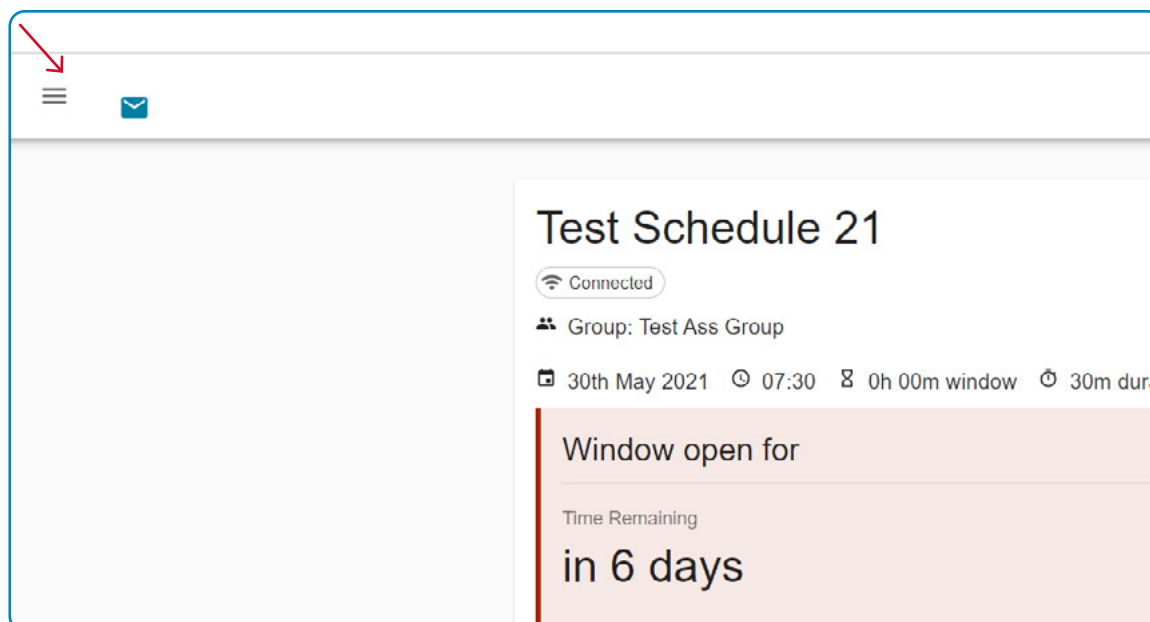 Test Schedule 21
Connected
Group: Test Ass Group
30th May 2021 07:30 0h 00m window 30m dura
Window open for
Time Remaining
in 6 days